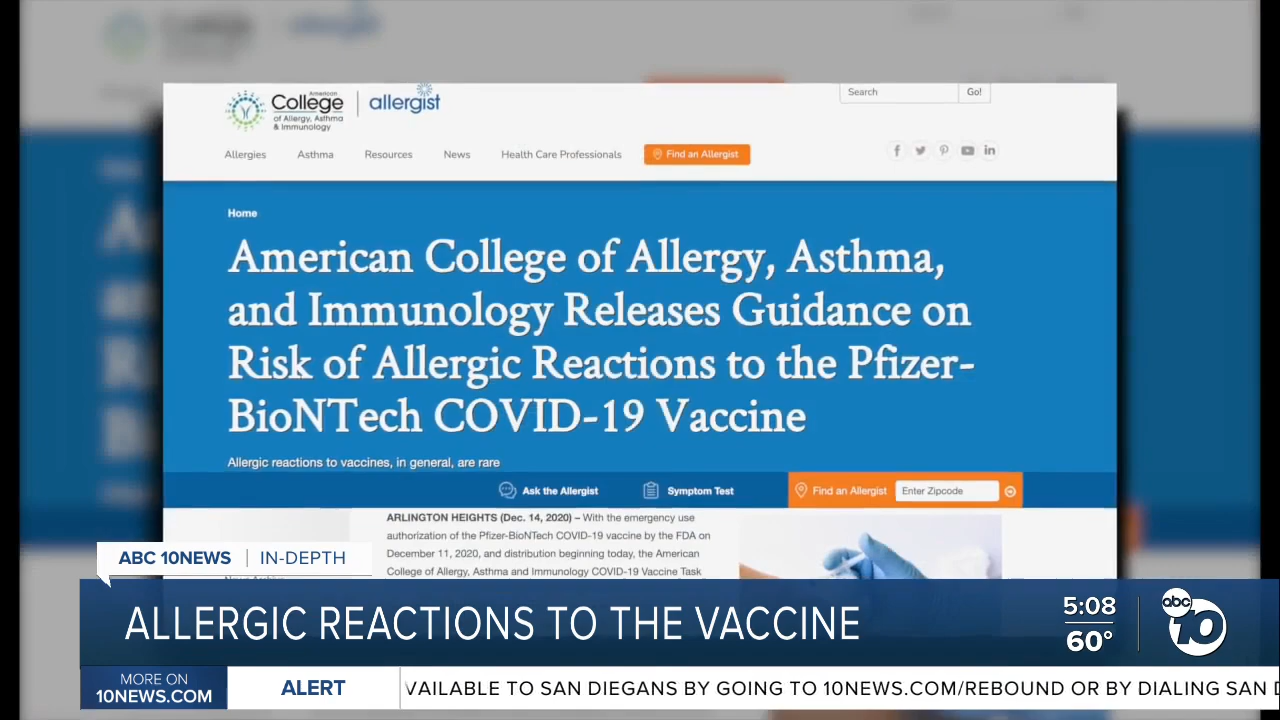 American
College
of Allergy, Asthma
& Immunology
allergist
Search
Go!
Allergies
Asthma
Resources
News
Health Care Professionals
Find an Allergist
Home
American College of Allergy, Asthma,
and Immunology Releases Guidance on
Risk of Allergic Reactions to the Pfizer-
BioNTech COVID-19 Vaccine
Allergic reactions to vaccines, in general, are rare
Ask the Allergist
Symptom Test
Find an Allergist
Enter Zipcode
ARLINGTON HEIGHTS (Dec. 14, 2020) – With the emergency use
authorization of the Pfizer-BioNTech COVID-19 vaccine by the FDA on
December 11, 2020, and distribution beginning today, the American
College of Allergy, Asthma and Immunology COVID-19 Vaccine Task
ABC 10NEWS | IN-DEPTH
ALLERGIC REACTIONS TO THE VACCINE
5:08
60°
abc
10
MORE ON
10NEWS.COM
ALERT
VAILABLE TO SAN DIEGANS BY GOING TO 10NEWS.COM/REBOUND OR BY DIALING SAN